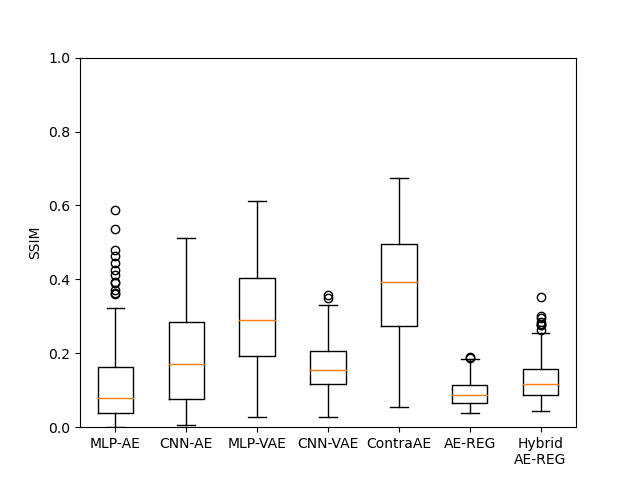 1.0
0.8
0.6
0.4
0.2
0.0
SSIM
MLP-AE
CNN-AE
MLP-VAE
CNN-VAE
ContraAE
AE-REG
Hybrid
AE-REG